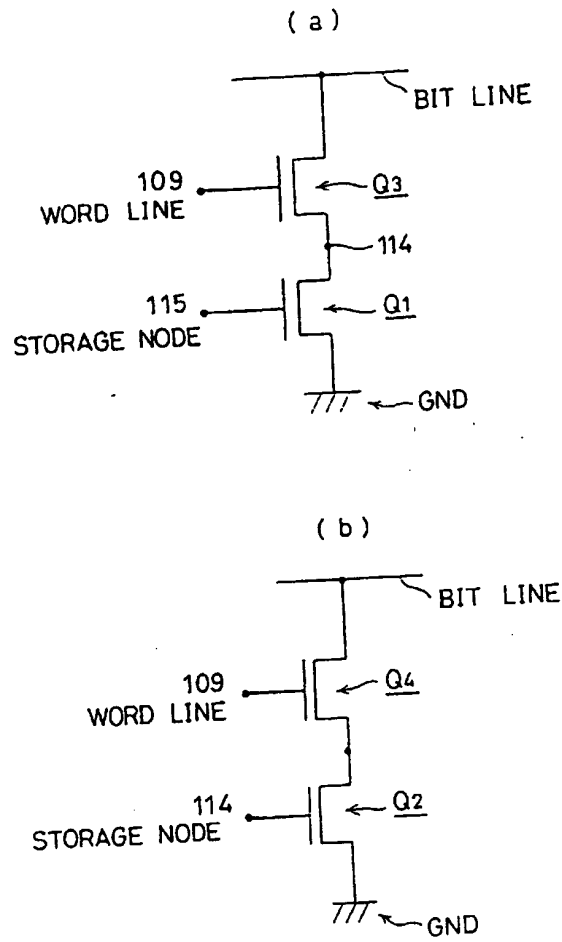 (a)
BIT LINE
109
WORD LINE
Q3
114
115
STORAGE NODE
Q1
GND
(b)
BIT LINE
109
WORD LINE
Q4
114
STORAGE NODE
Q2
GND